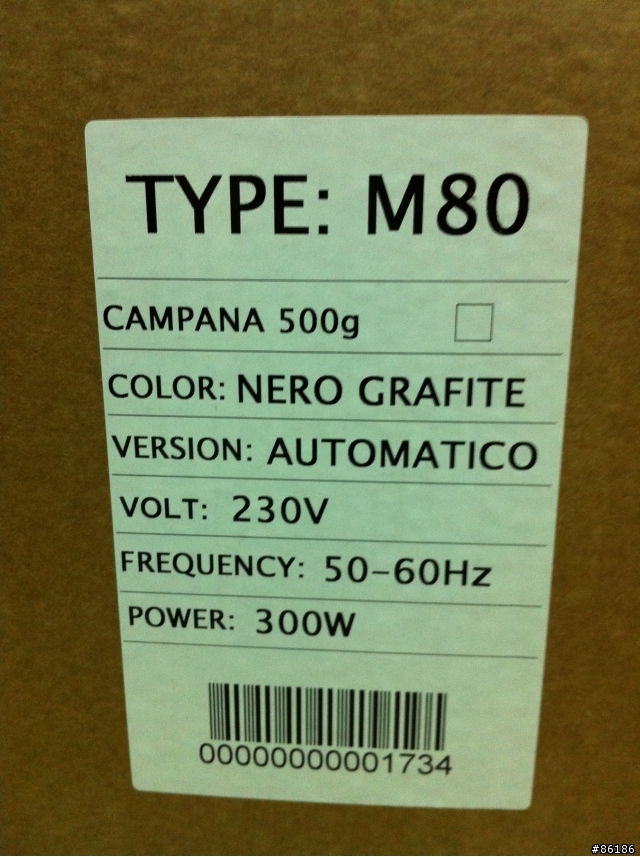 TYPE: M80
CAMPANA 500g
COLOR: NERO GRAFITE
VERSION: AUTOMATICO
VOLT: 230V
FREQUENCY: 50-60Hz
POWER: 300W
00000000001734
#86186